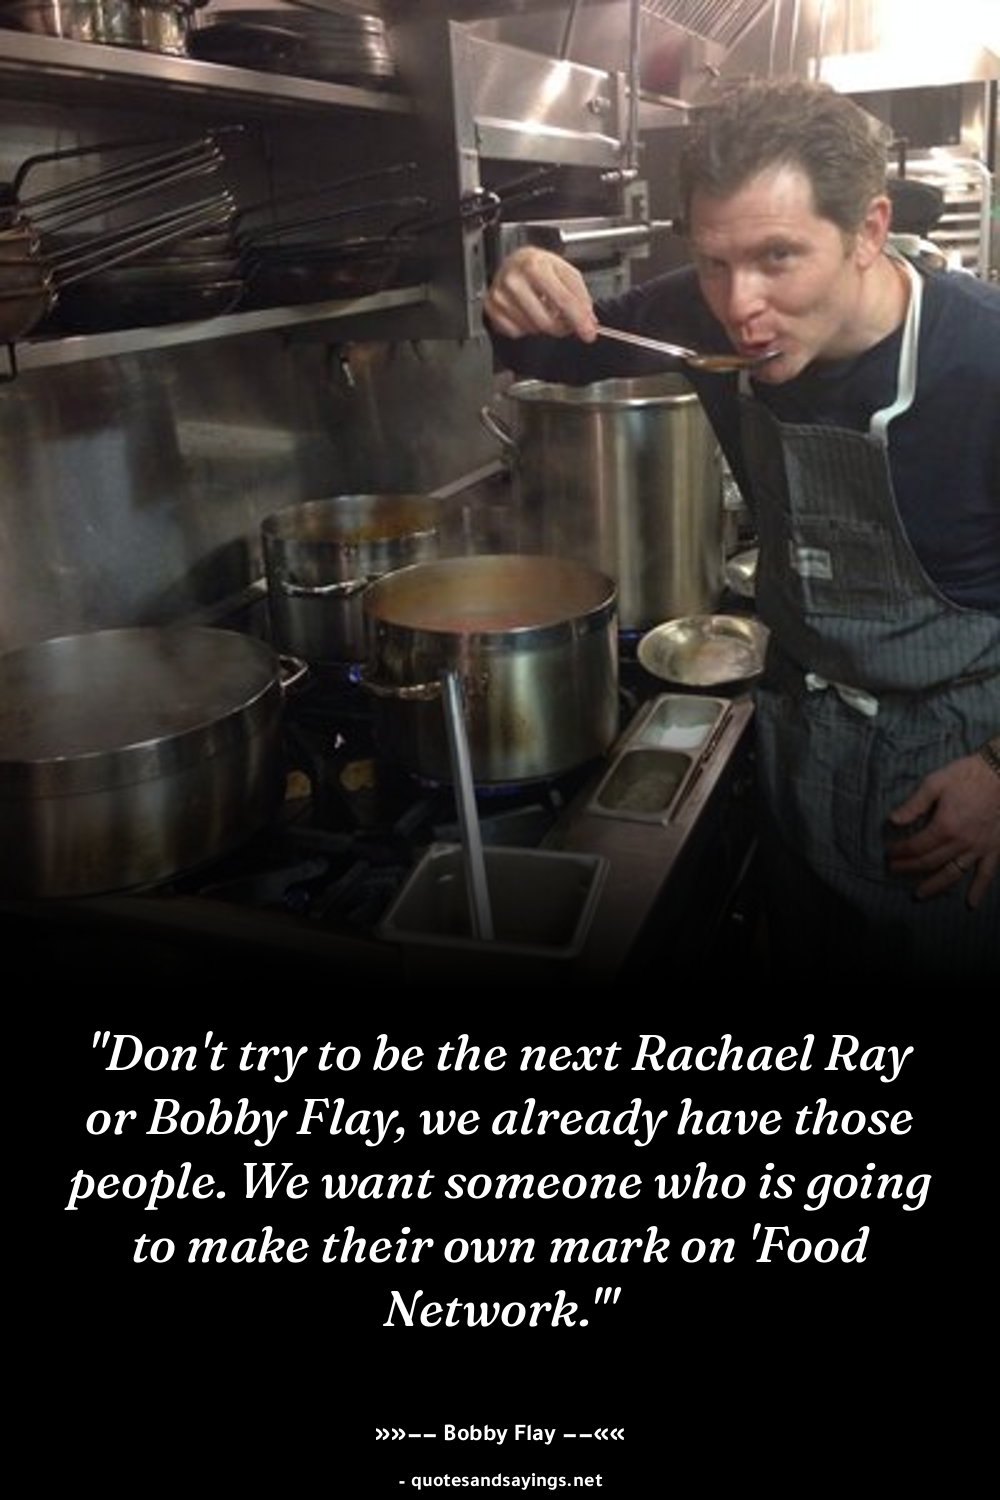 "Don't try to be the next Rachael Ray
or Bobby Flay, we already have those
people. We want someone who is going
to make their own mark on 'Food
Network.'"
»»–– Bobby Flay ––««
- quotesandsayings.net